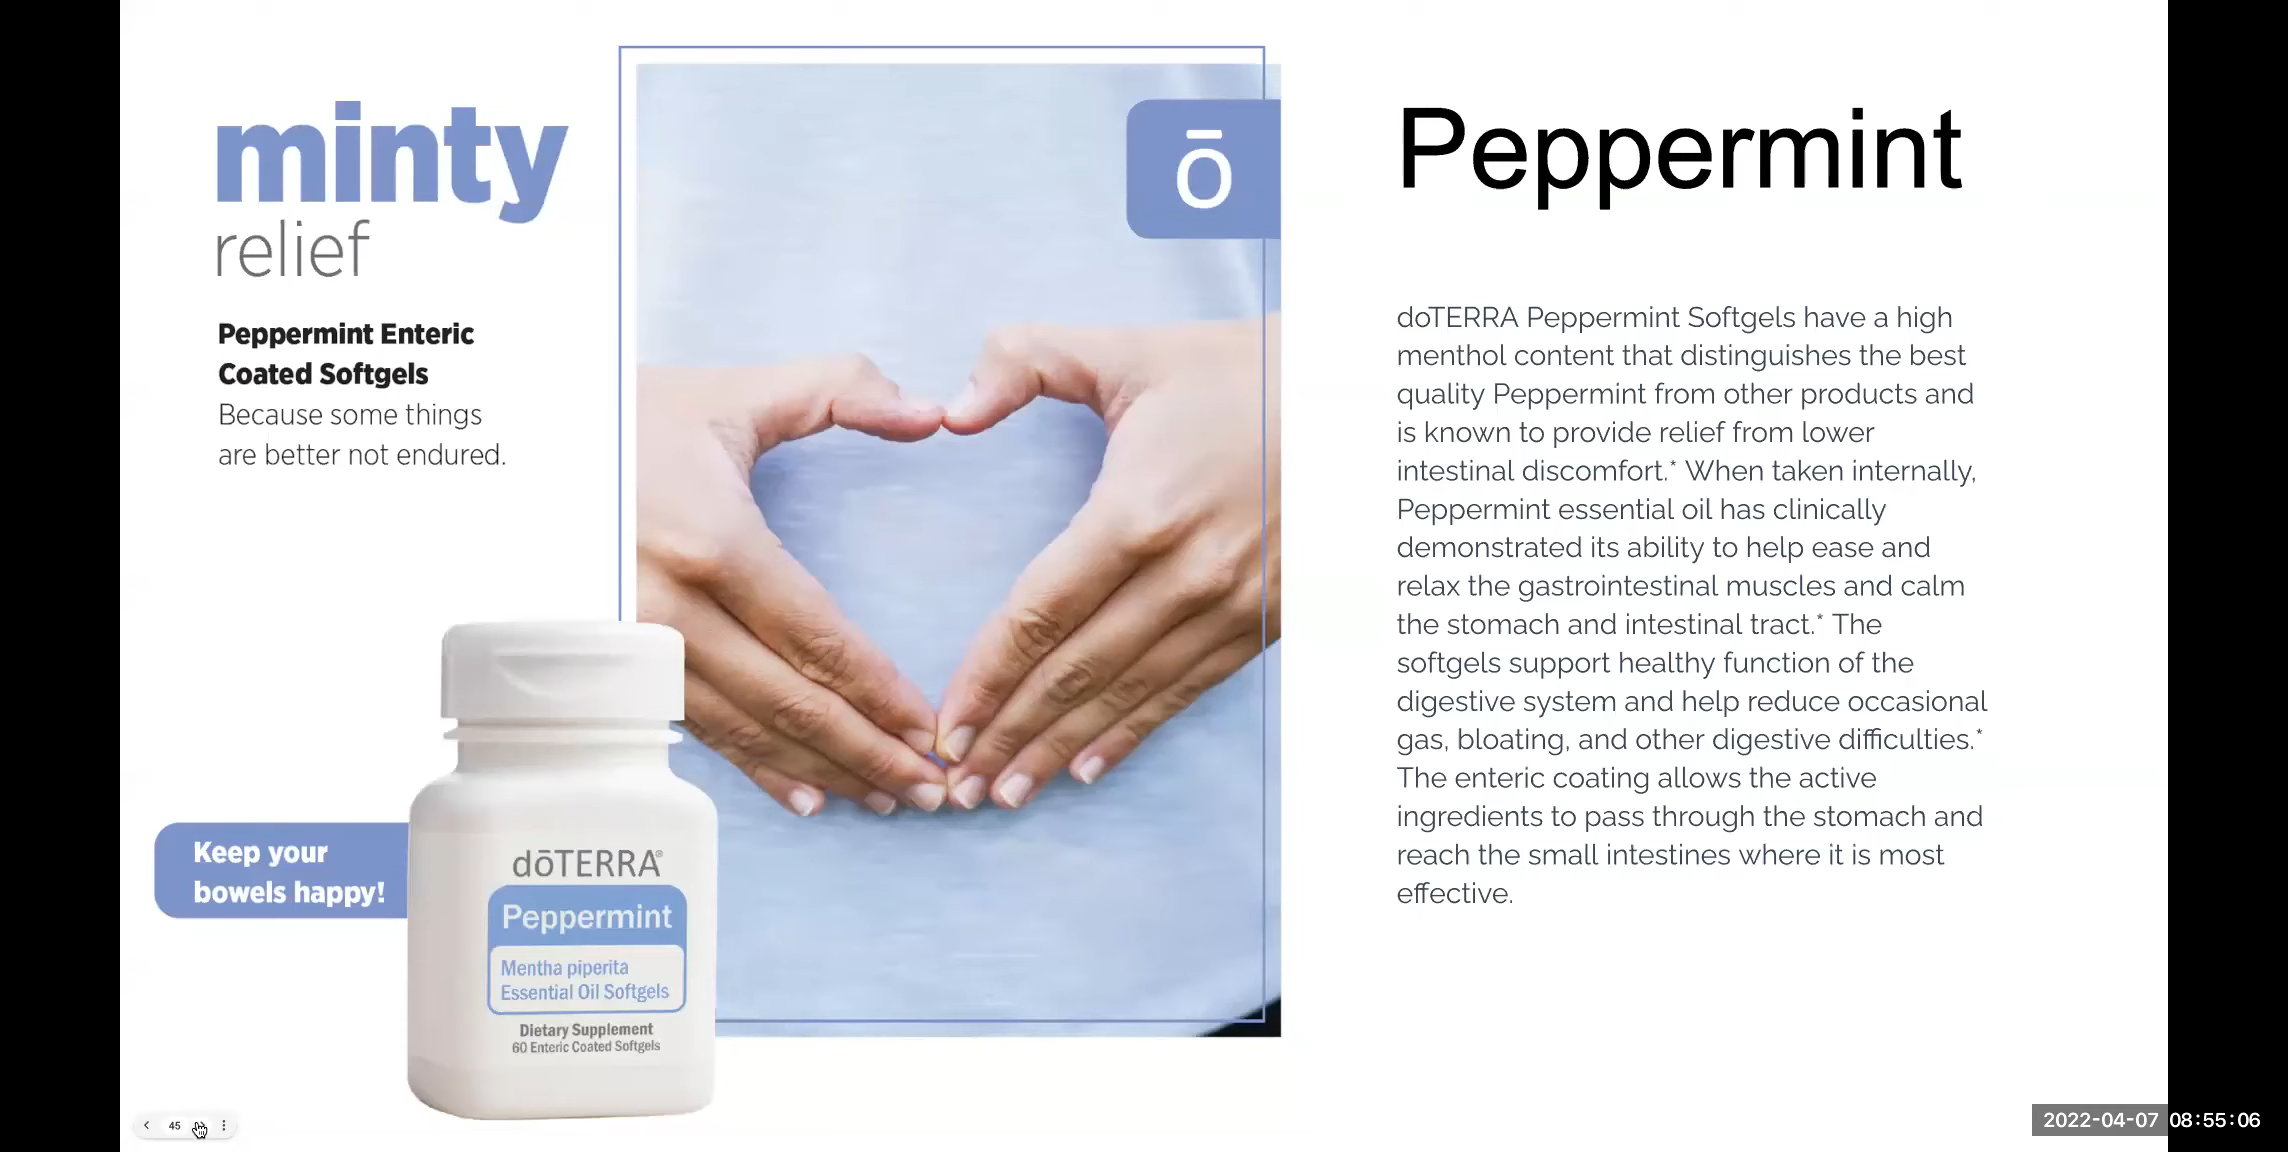 minty
relief
Peppermint Enteric
Coated Softgels
Because some things
are better not endured.
Keep your
bowels happy!
dōTERRA®
Peppermint
Mentha piperita
Essential Oil Softgels
Dietary Supplement
60 Enteric Coated Softgels
ō
Peppermint
doTERRA Peppermint Softgels have a high
menthol content that distinguishes the best
quality Peppermint from other products and
is known to provide relief from lower
intestinal discomfort.* When taken internally,
Peppermint essential oil has clinically
demonstrated its ability to help ease and
relax the gastrointestinal muscles and calm
the stomach and intestinal tract.* The
softgels support healthy function of the
digestive system and help reduce occasional
gas, bloating, and other digestive difficulties.*
The enteric coating allows the active
ingredients to pass through the stomach and
reach the small intestines where it is most
effective.
45
2022-04-07 08:55:06